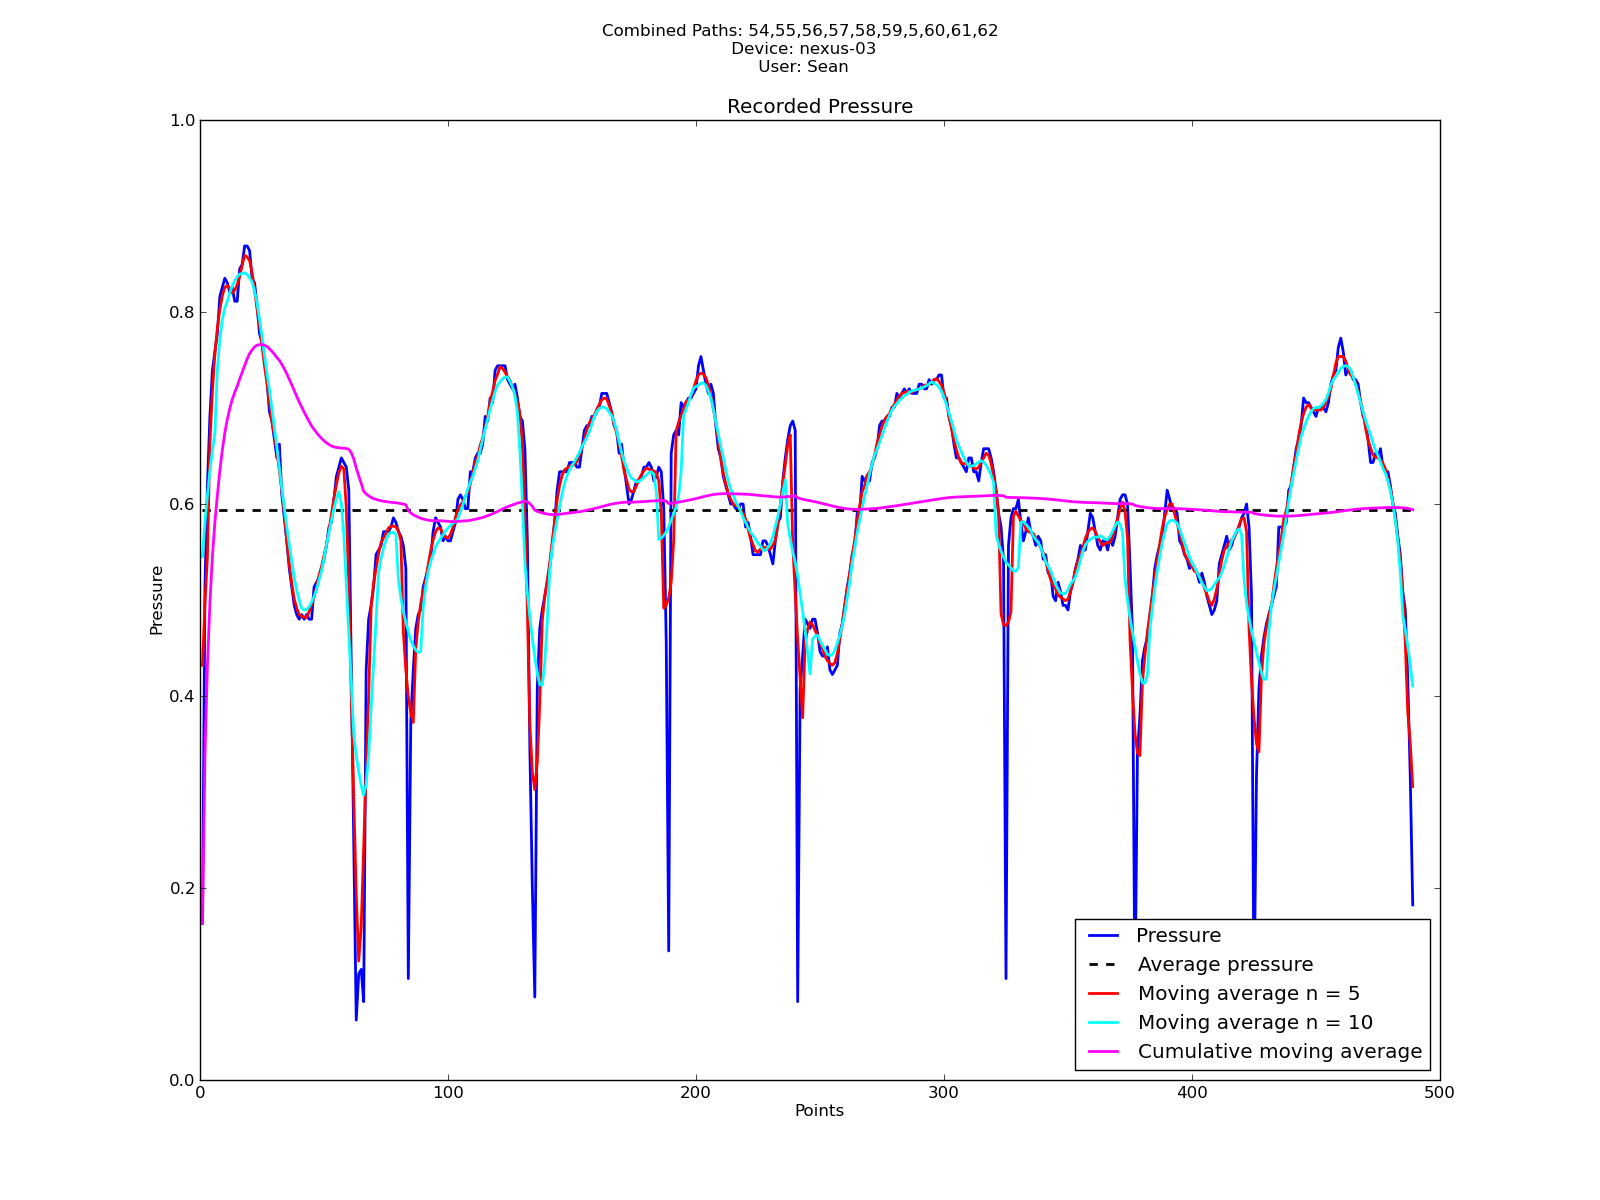 Combined Paths: 54,55,56,57,58,59,5,60,61,62
Device: nexus-03
User: Sean
Recorded Pressure
1.0
0.8
0.6
0.4
0.2
0.0
Pressure
0
100
200
300
400
500
Points
Pressure
Average pressure
Moving average n = 5
Moving average n = 10
Cumulative moving average